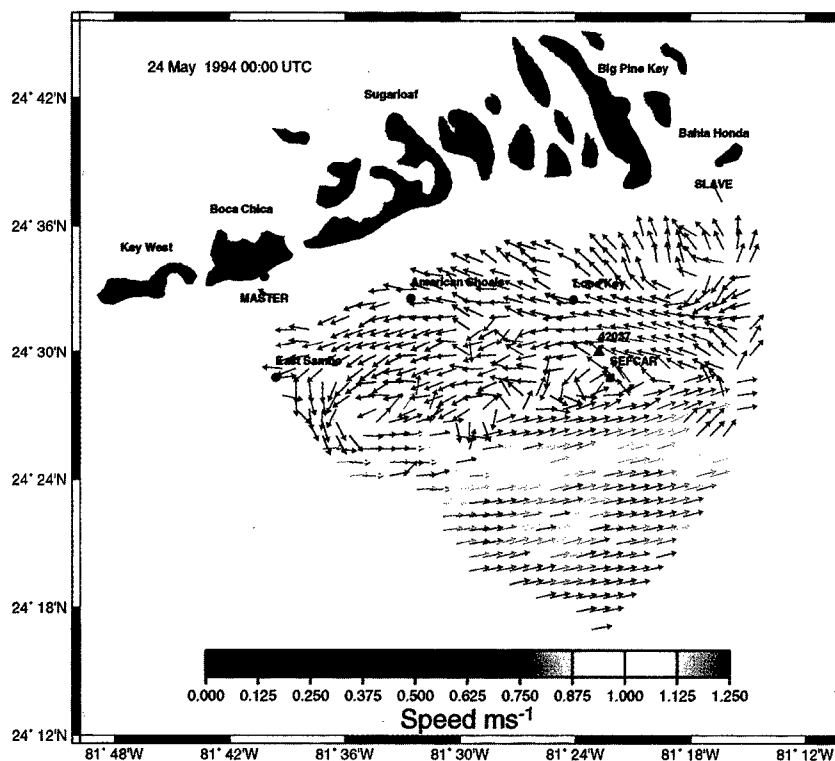 24 May 1994 00:00 UTC
Big Pine Key
24° 42'N
Sugarloaf
Bahia Honda
SLAVE
24° 36'N
Boca Chica
Key West
MASTER
American Shoals
Looe Key
24° 30'N
42037
East Sambo
SEFCAR
24° 24'N
24° 18'N
0.000 0.125 0.250 0.375 0.500 0.625 0.750 0.875 1.000 1.125 1.250
Speed ms-1
24° 12'N
81° 48'W 81° 42'W 81° 36'W 81° 30'W 81° 24'W 81° 18'W 81° 12'W